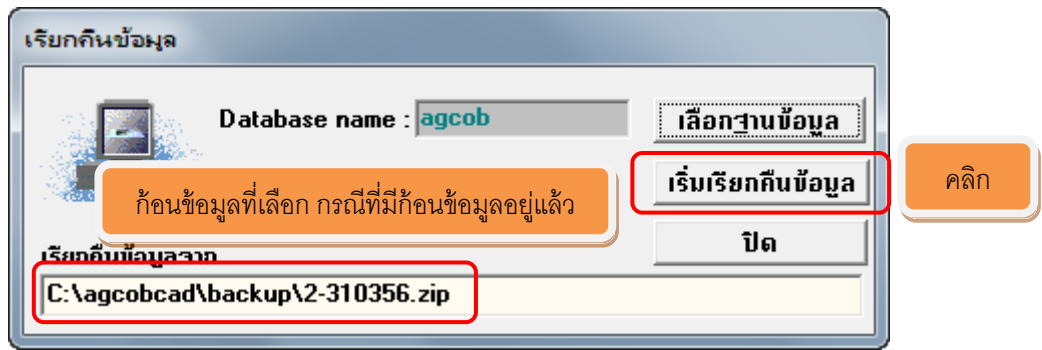 เรียกคืนข้อมูล
Database name : agcob
เลือกฐานข้อมูล
เริ่มเรียกคืนข้อมูล
คลิก
ก้อนข้อมูลที่เลือก กรณีที่มีก้อนข้อมูลอยู่แล้ว
ปิด
เรียกคืนข้อมูลจาก
C:\agcobcad\backup\2-310356.zip